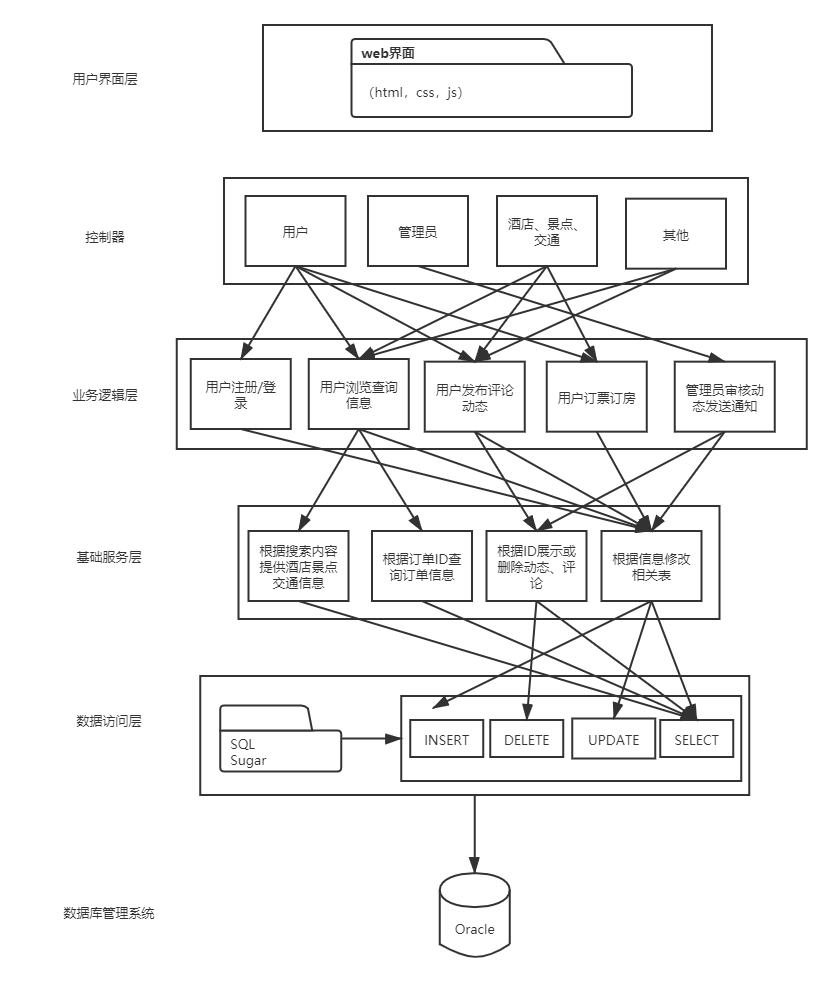 web界面
用户界面层
（html，css，js）
控制器
用户
管理员
酒店、景点、
交通
其他
业务逻辑层
用户注册/登
录
用户浏览查询
信息
用户发布评论
动态
用户订票订房
管理员审核动
态发送通知
基础服务层
根据搜索内容
提供酒店景点
交通信息
根据订单ID查
询订单信息
根据ID展示或
删除动态、评
论
根据信息修改
相关表
数据访问层
SQL
Sugar
INSERT
DELETE
UPDATE
SELECT
数据库管理系统
Oracle